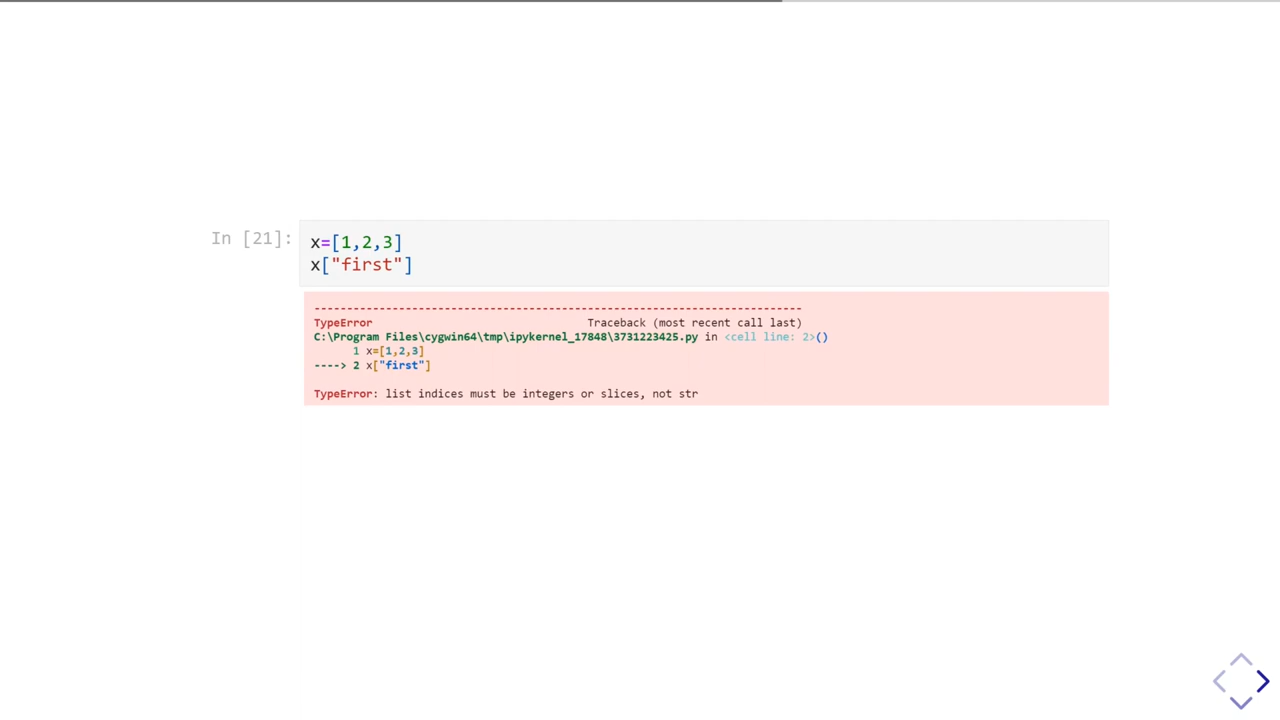 In [21]:
x=[1,2,3]
x["first"]
---------------------------------------------------------------------------
TypeError                                 Traceback (most recent call last)
C:\Program Files\cygwin64\tmp\ipykernel_17848\3731223425.py in <cell line: 2>()
      1 x=[1,2,3]
----> 2 x["first"]
TypeError: list indices must be integers or slices, not str